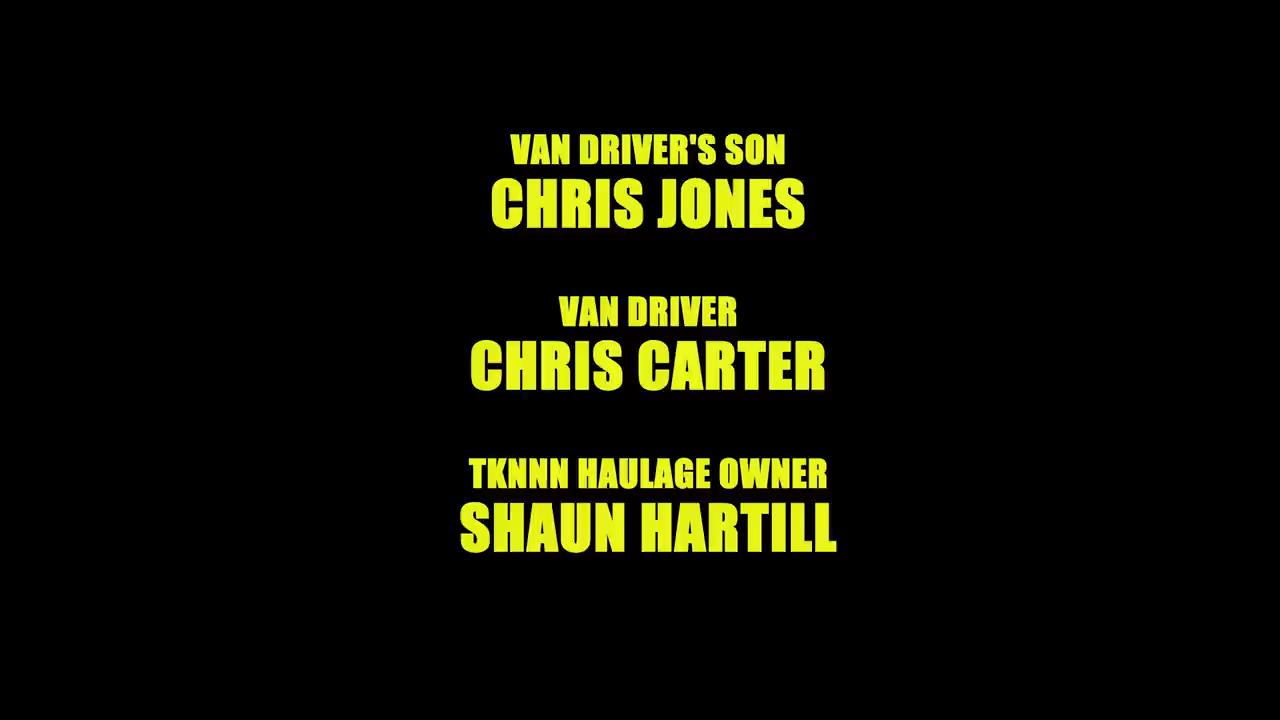 VAN DRIVER'S SON
CHRIS JONES
VAN DRIVER
CHRIS CARTER
TKNNN HAULAGE OWNER
SHAUN HARTILL